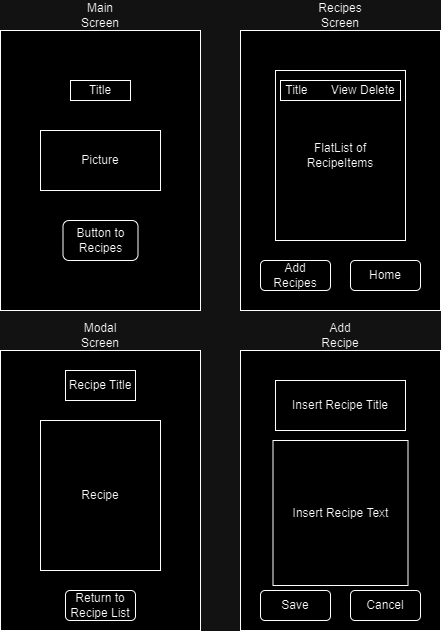 Main
Screen
Title
Picture
Button to
Recipes
Recipes
Screen
Title View Delete
FlatList of
RecipeItems
Add
Recipes
Home
Modal
Screen
Recipe Title
Recipe
Return to
Recipe List
Add
Recipe
Insert Recipe Title
Insert Recipe Text
Save
Cancel